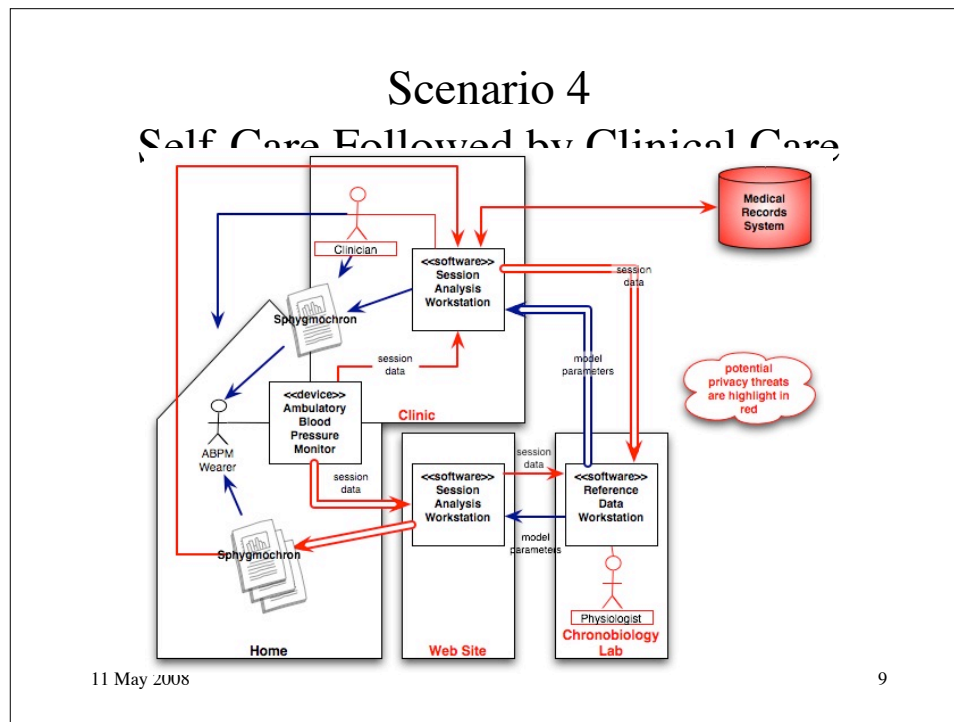 Scenario 4
Self-Care Followed by Clinical Care
Clinician
<<software>>
Session
Analysis
Workstation
Medical
Records
System
session
data
Sphygmochron
session
data
model
parameters
potential
privacy threats
are highlight in
red
<<device>>
Ambulatory
Blood
Pressure
Monitor
Clinic
ABPM
Wearer
session
data
session
data
<<software>>
Session
Analysis
Workstation
<<software>>
Reference
Data
Workstation
model
parameters
Sphygmochron
Physiologist
Home
Web Site
Chronobiology
Lab
11 May 2008
9